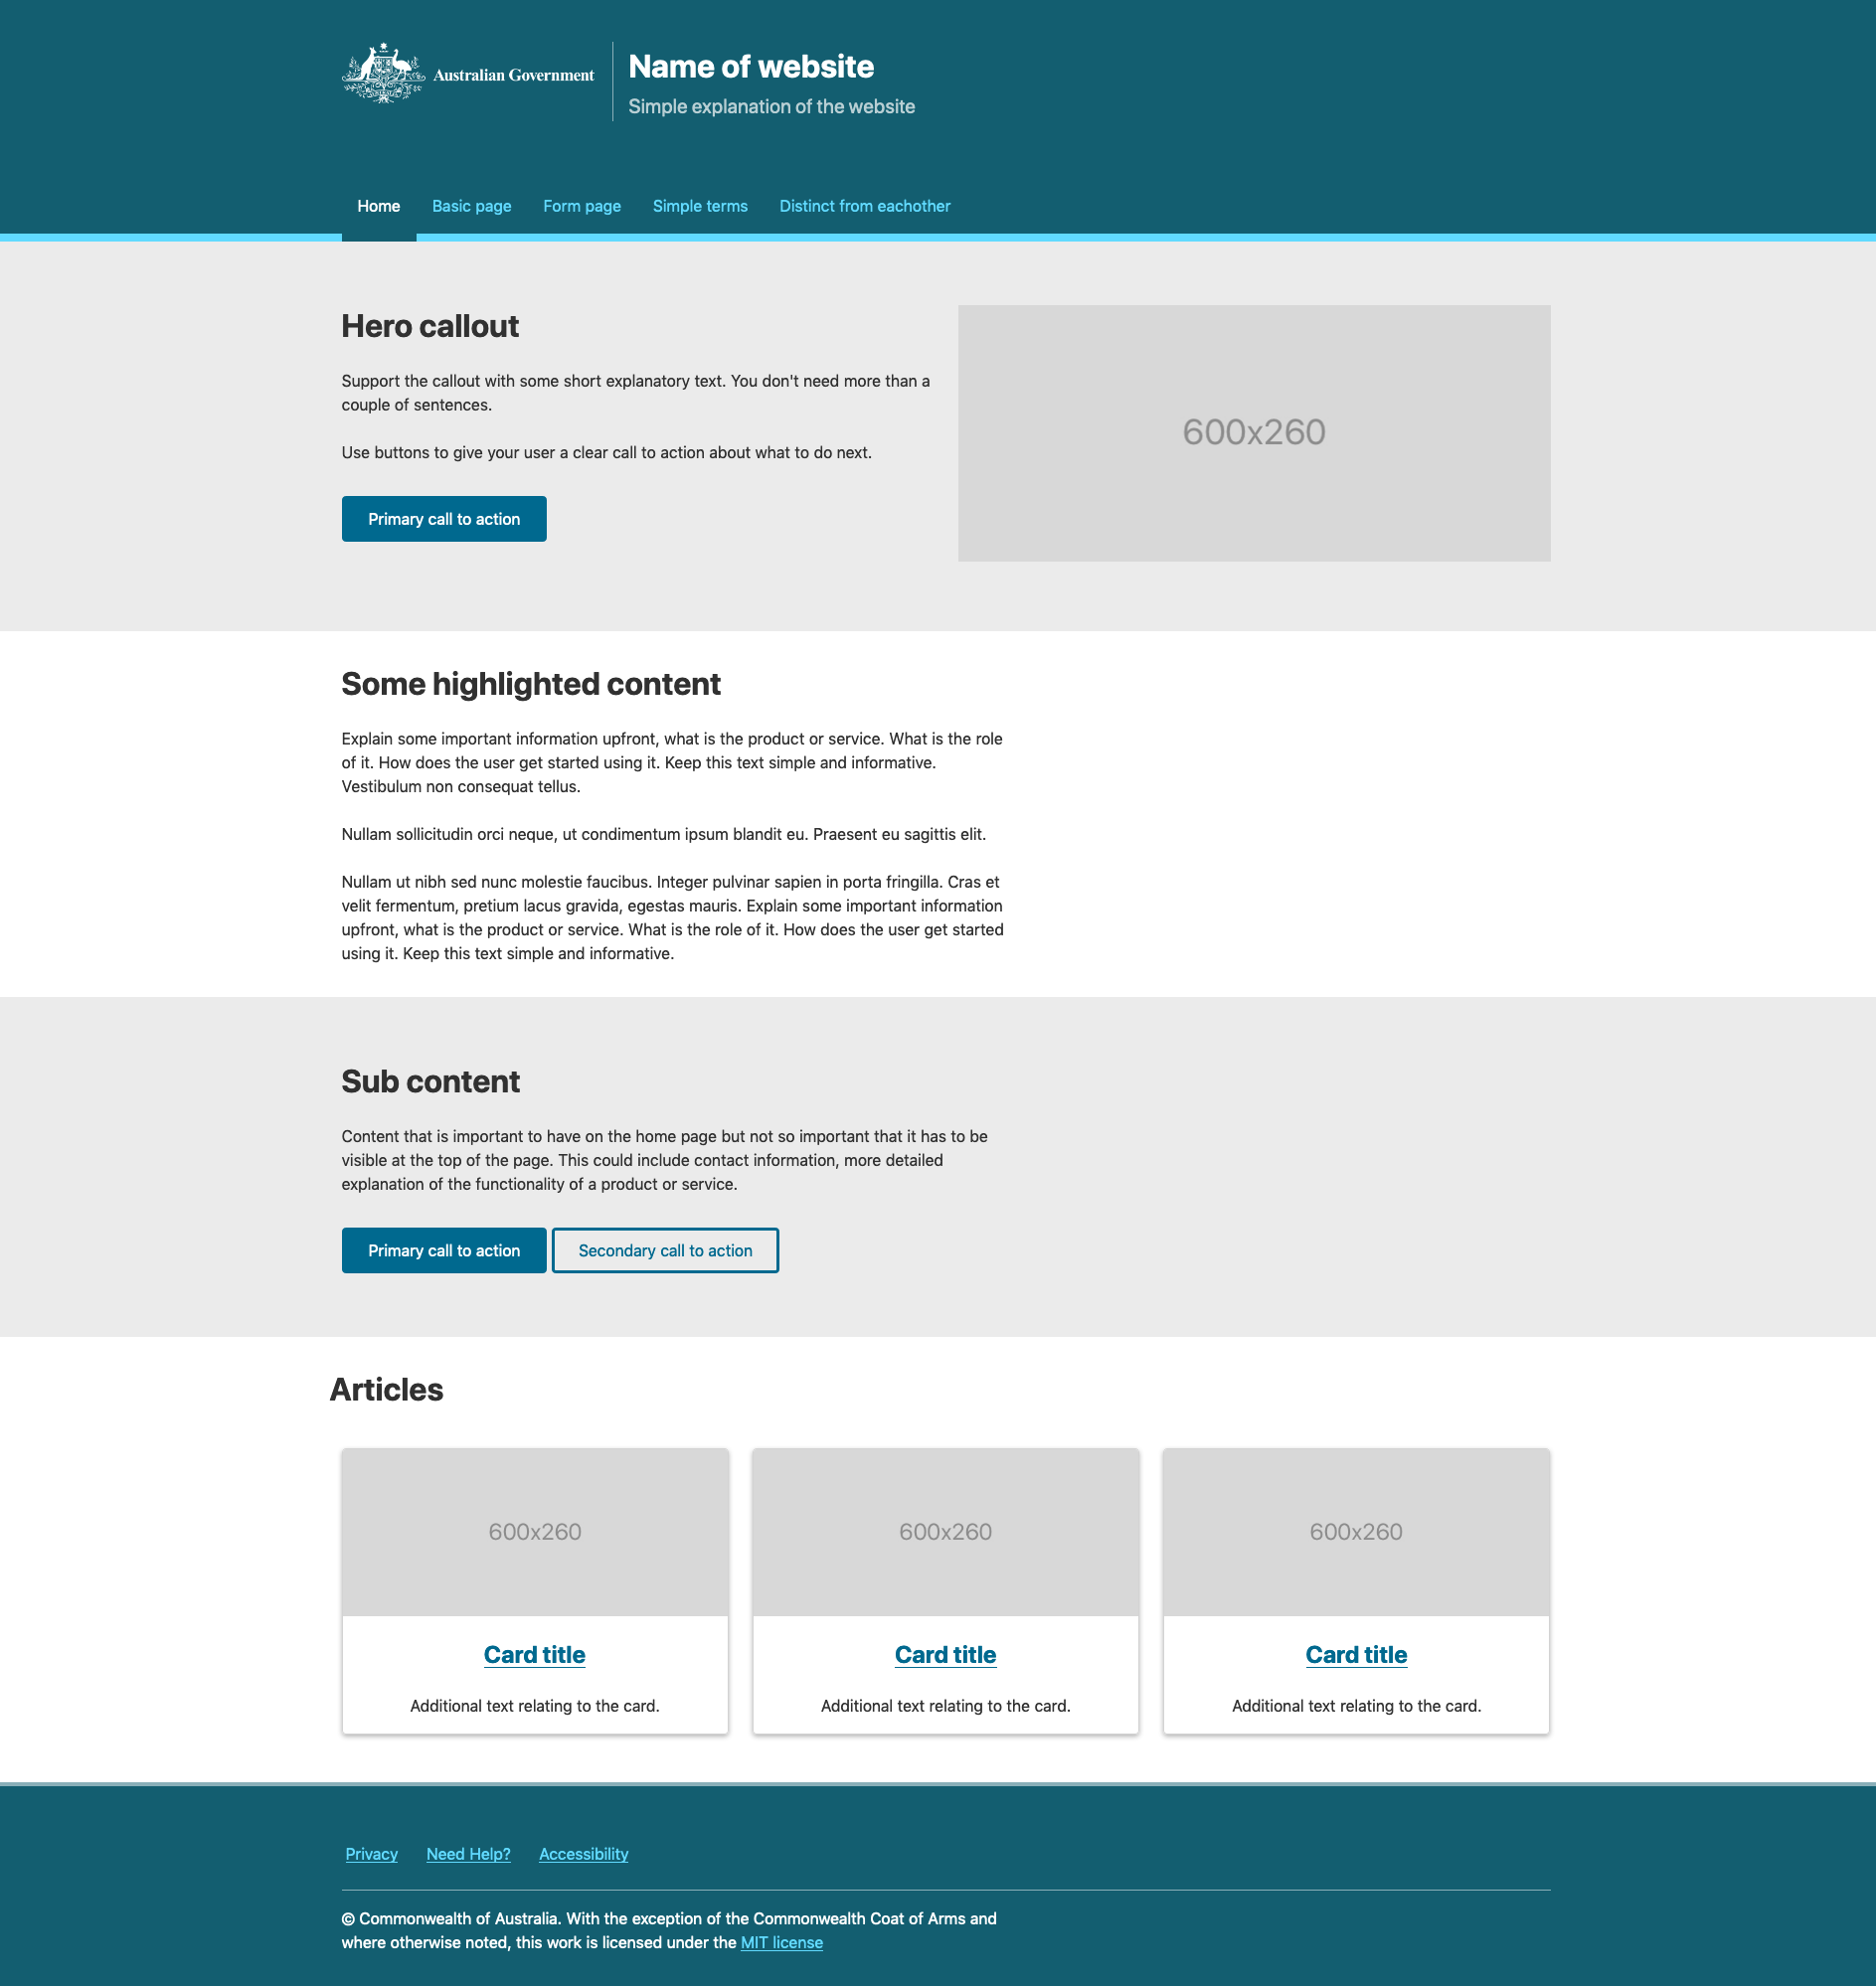 Australian Government
Name of website
Simple explanation of the website
Home
Basic page
Form page
Simple terms
Distinct from eachother
Hero callout
Support the callout with some short explanatory text. You don't need more than a
couple of sentences.
Use buttons to give your user a clear call to action about what to do next.
Primary call to action
600x260
Some highlighted content
Explain some important information upfront, what is the product or service. What is the role
of it. How does the user get started using it. Keep this text simple and informative.
Vestibulum non consequat tellus.
Nullam sollicitudin orci neque, ut condimentum ipsum blandit eu. Praesent eu sagittis elit.
Nullam ut nibh sed nunc molestie faucibus. Integer pulvinar sapien in porta fringilla. Cras et
velit fermentum, pretium lacus gravida, egestas mauris. Explain some important information
upfront, what is the product or service. What is the role of it. How does the user get started
using it. Keep this text simple and informative.
Sub content
Content that is important to have on the home page but not so important that it has to be
visible at the top of the page. This could include contact information, more detailed
explanation of the functionality of a product or service.
Primary call to action
Secondary call to action
Articles
600x260
Card title
Additional text relating to the card.
600x260
Card title
Additional text relating to the card.
600x260
Card title
Additional text relating to the card.
Privacy
Need Help?
Accessibility
© Commonwealth of Australia. With the exception of the Commonwealth Coat of Arms and
where otherwise noted, this work is licensed under the MIT license